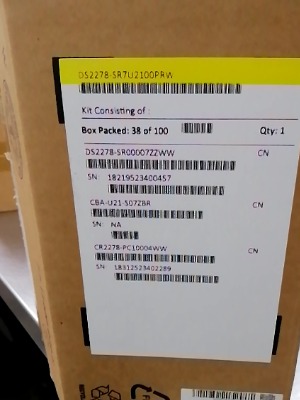 DS2278-SR7U2100PRW
Kit Consisting of :
Box Packed: 38 of 100 Qty: 1
DS2278-SR00007ZZWW CN
SN: 18219523400457
CBA-U21-S07ZBR CN
SN: NA
CR2278-PC10004WW CN
SN: 18312523402289